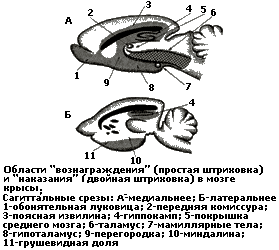 А
2
3
4
5
6
1
9
8
7
Б
4
11
10
Области "вознаграждения" (простая штриховка)
и "наказания" (двойная штриховка) в мозге
крысы.
Сагиттальные срезы: А-медиальнее; Б-латеральнее
1-обонятельная луковица; 2-передняя комиссура;
3-поясная извилина; 4-гиппокамп; 5-покрышка
среднего мозга; 6-таламус; 7-мамиллярные тела;
8-гипоталамус; 9-перегородка; 10-миндалина;
11-грушевидная доля